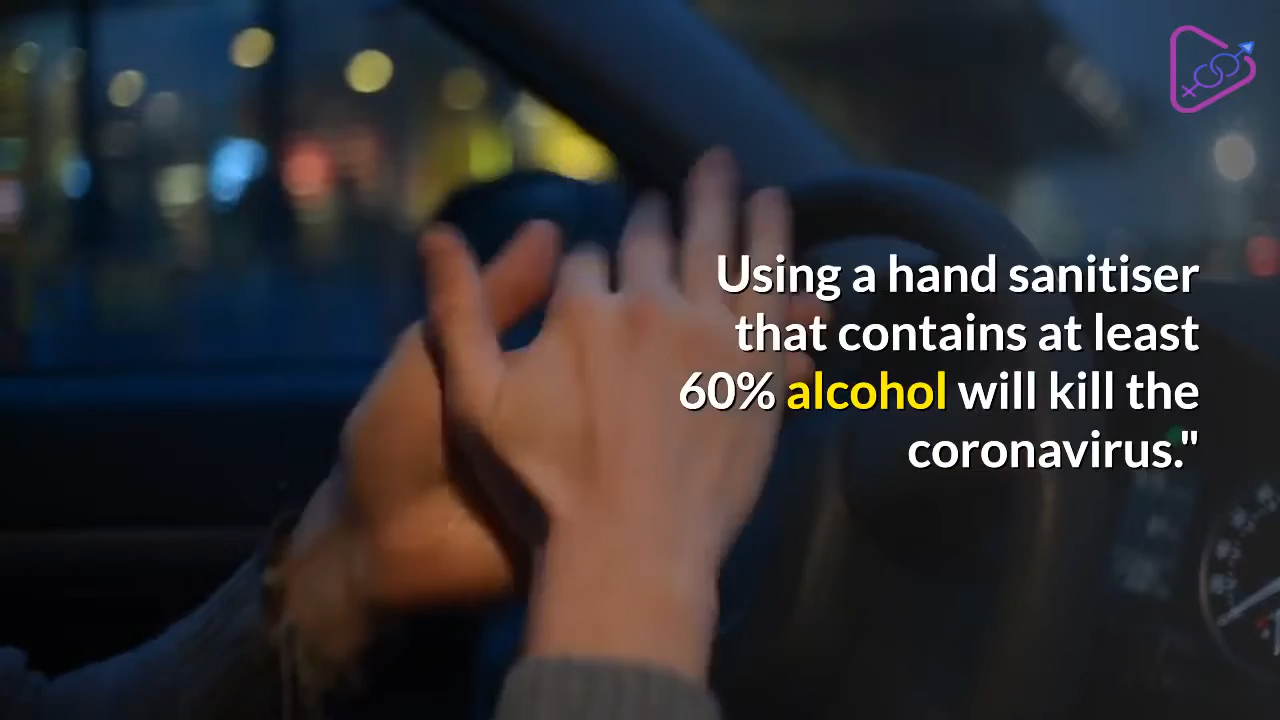 Using a hand sanitiser
that contains at least
60% alcohol will kill the
coronavirus."